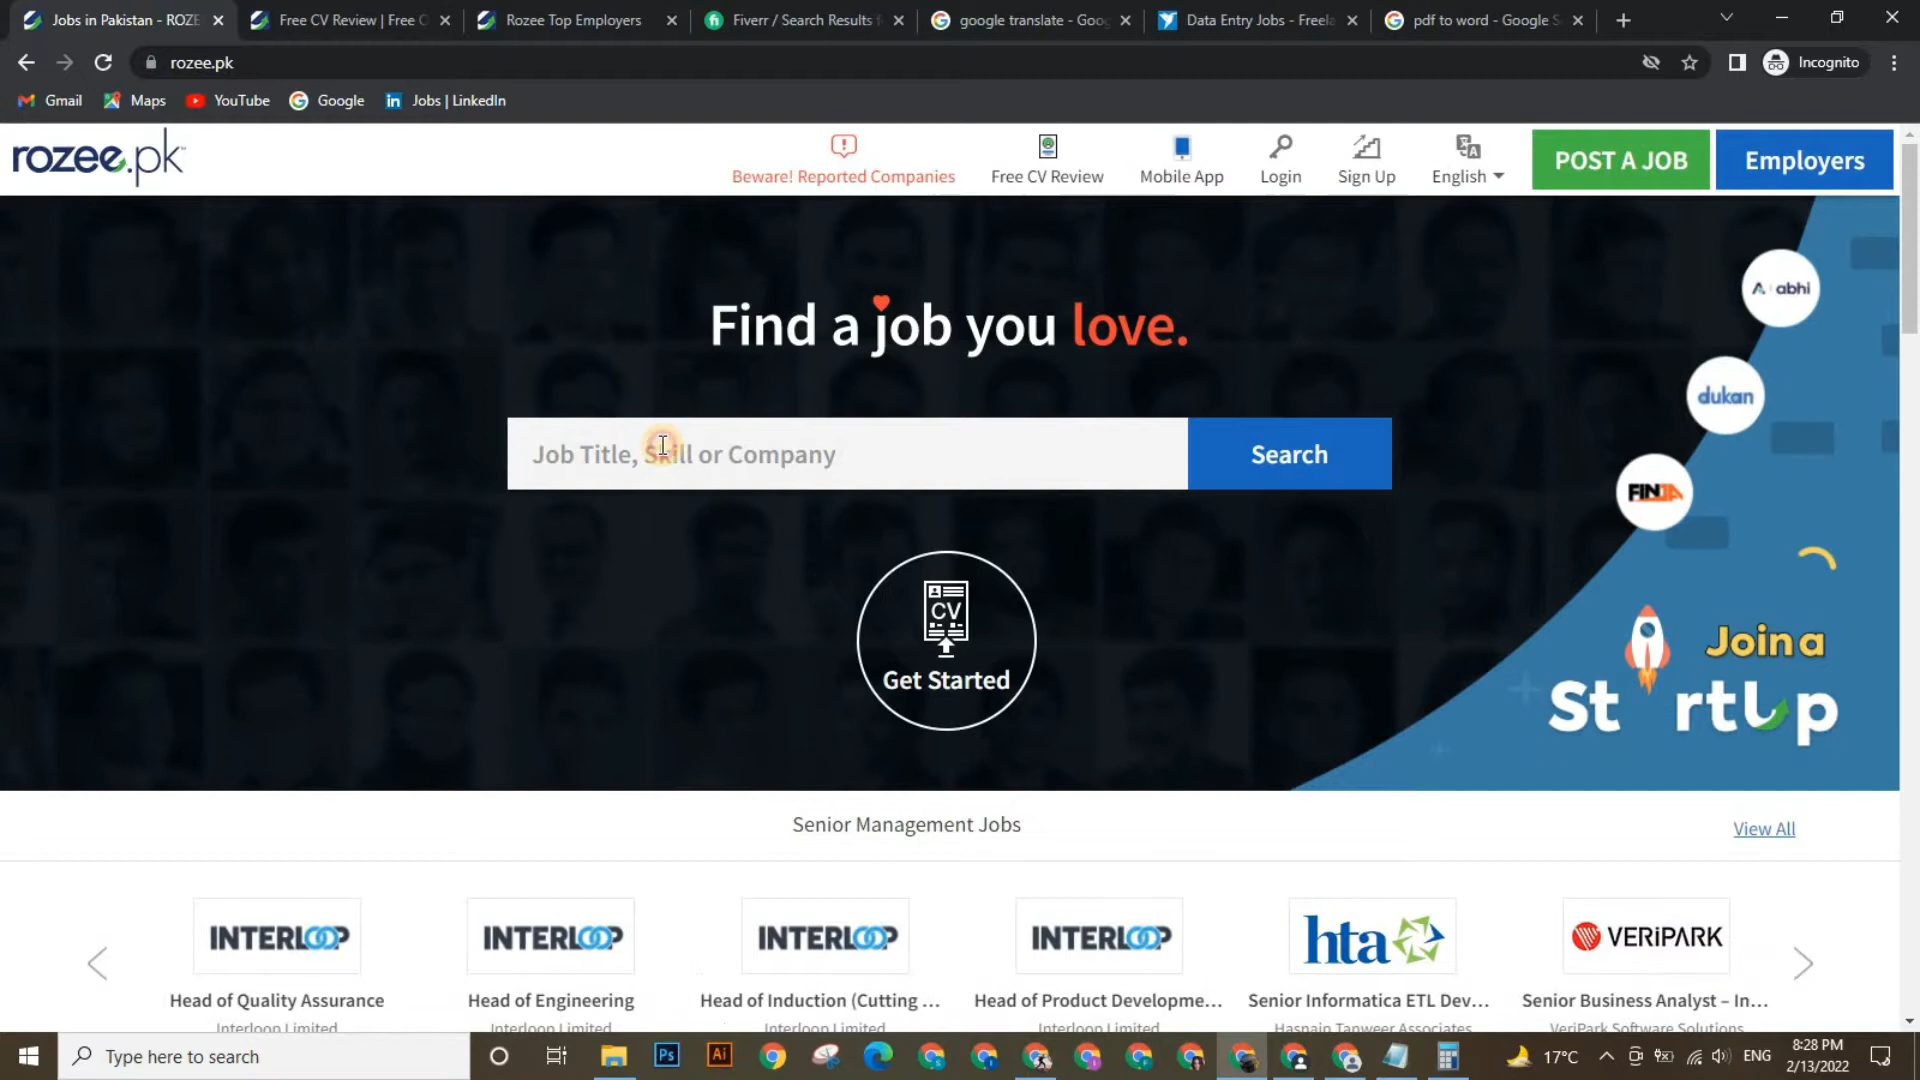 Jobs in Pakistan - ROZE
Free CV Review | Free C
Rozee Top Employers
Fiverr / Search Results f
google translate - Goog
Data Entry Jobs - Freela
pdf to word - Google S
rozee.pk
Incognito
Gmail
Maps
YouTube
Google
Jobs | LinkedIn
rozee.pk
Beware! Reported Companies
Free CV Review
Mobile App
Login
Sign Up
English
POST A JOB
Employers
Find a job you love.
abhi
dukan
FINJA
Job Title, Skill or Company
Search
CV
Get Started
Join a
StartUp
Senior Management Jobs
View All
INTERLOOP
INTERLOOP
INTERLOOP
INTERLOOP
hta
VERiPARK
Head of Quality Assurance
Head of Engineering
Head of Induction (Cutting ...
Head of Product Developme...
Senior Informatica ETL Dev...
Senior Business Analyst – In...
Interloop Limited
Interloop Limited
Interloop Limited
Interloop Limited
Hasnain Tanweer Associates
VeriPark Software Solutions
Type here to search
Ps
Ai
17°C
ENG
8:28 PM
2/13/2022